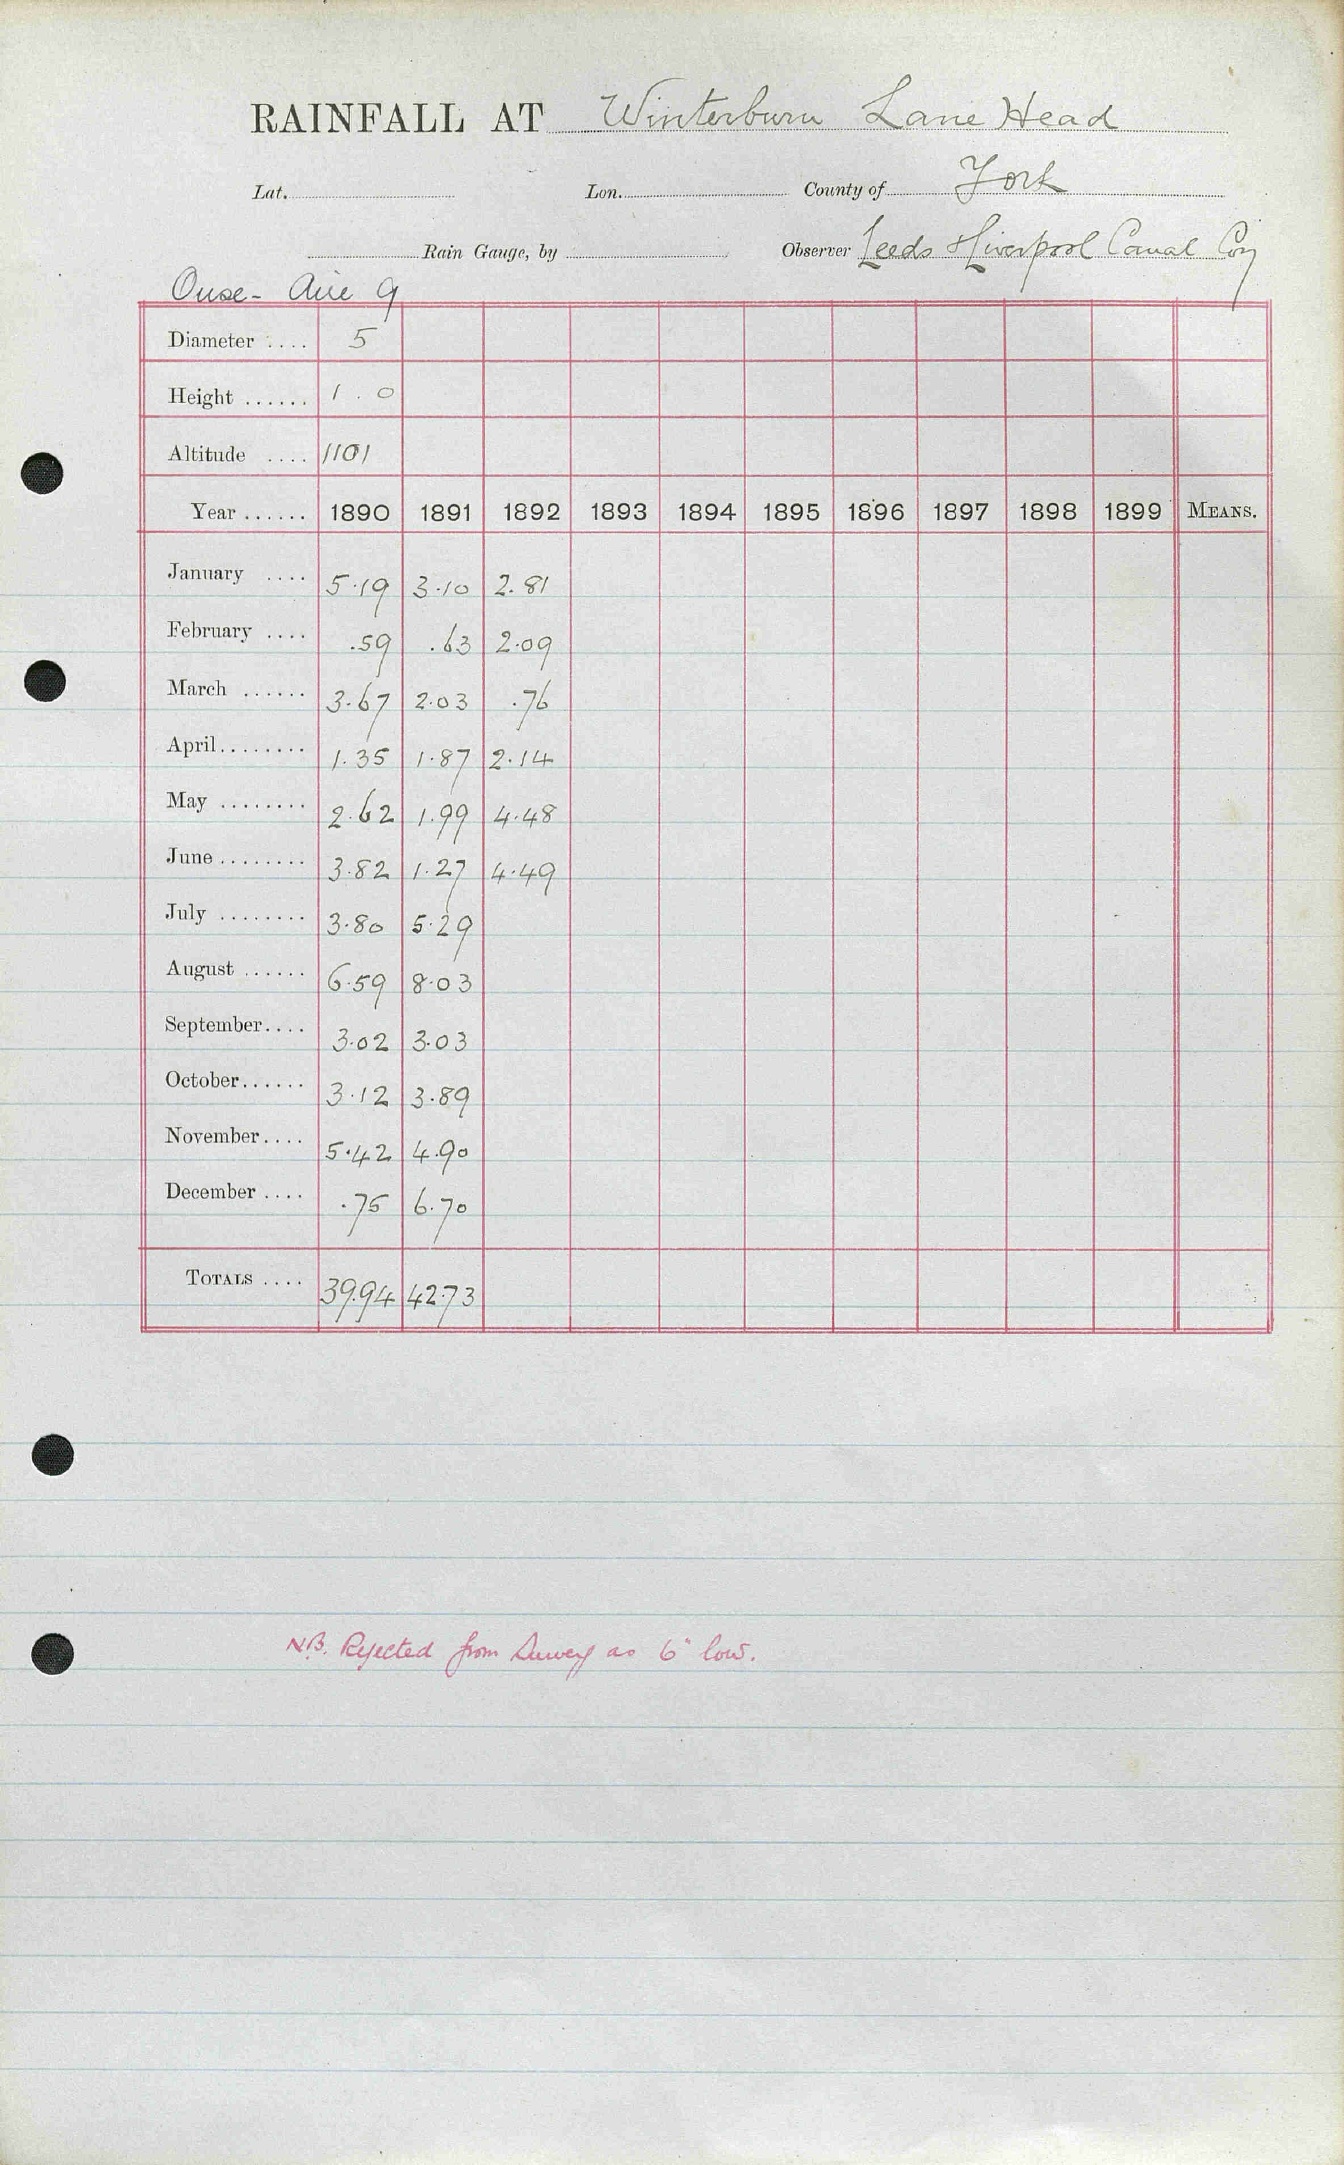 RAINFALL AT Winterburn Lane Head
Lat. Lon. County of York
Rain Gauge, by Observer Leeds & Liverpool Canal Coy
Ouse - Aire 9
Diameter .... 5
Height ...... 1 . 0
Altitude .... 1101
Year ...... 1890 1891 1892 1893 1894 1895 1896 1897 1898 1899 MEANS.
January .... 5.19 3.10 2.81
February .... .59 .63 2.09
March ...... 3.67 2.03 .76
April........ 1.35 1.87 2.14
May ........ 2.62 1.99 4.48
June ........ 3.82 1.27 4.49
July ........ 3.80 5.29
August ...... 6.59 8.03
September.... 3.02 3.03
October...... 3.12 3.89
November.... 5.42 4.90
December .... .75 6.70
TOTALS .... 39.94 42.73
N.B. Rejected from Survey as 6" low.